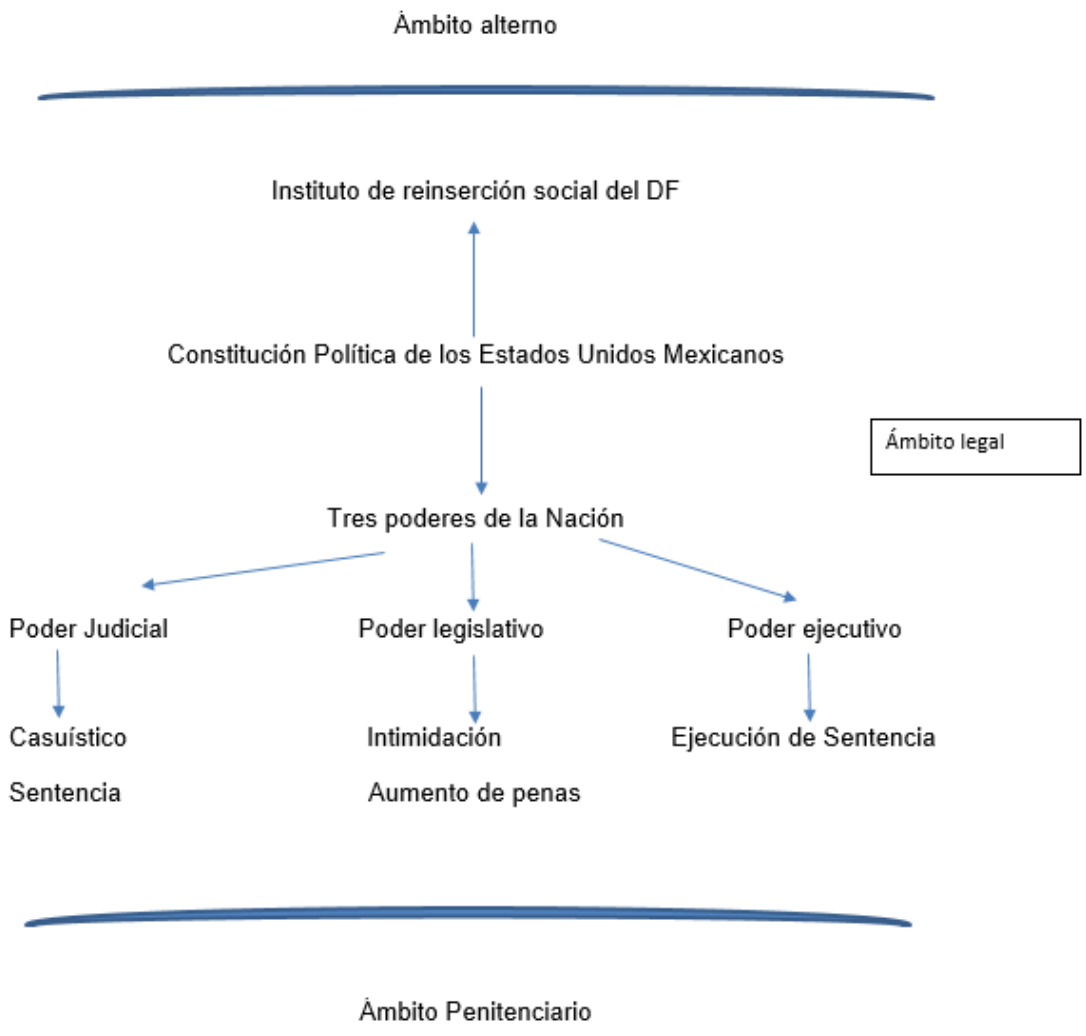 Ámbito alterno
Instituto de reinserción social del DF
Constitución Política de los Estados Unidos Mexicanos
Ámbito legal
Tres poderes de la Nación
Poder Judicial
Poder legislativo
Poder ejecutivo
Casuístico
Intimidación
Ejecución de Sentencia
Sentencia
Aumento de penas
Ámbito Penitenciario